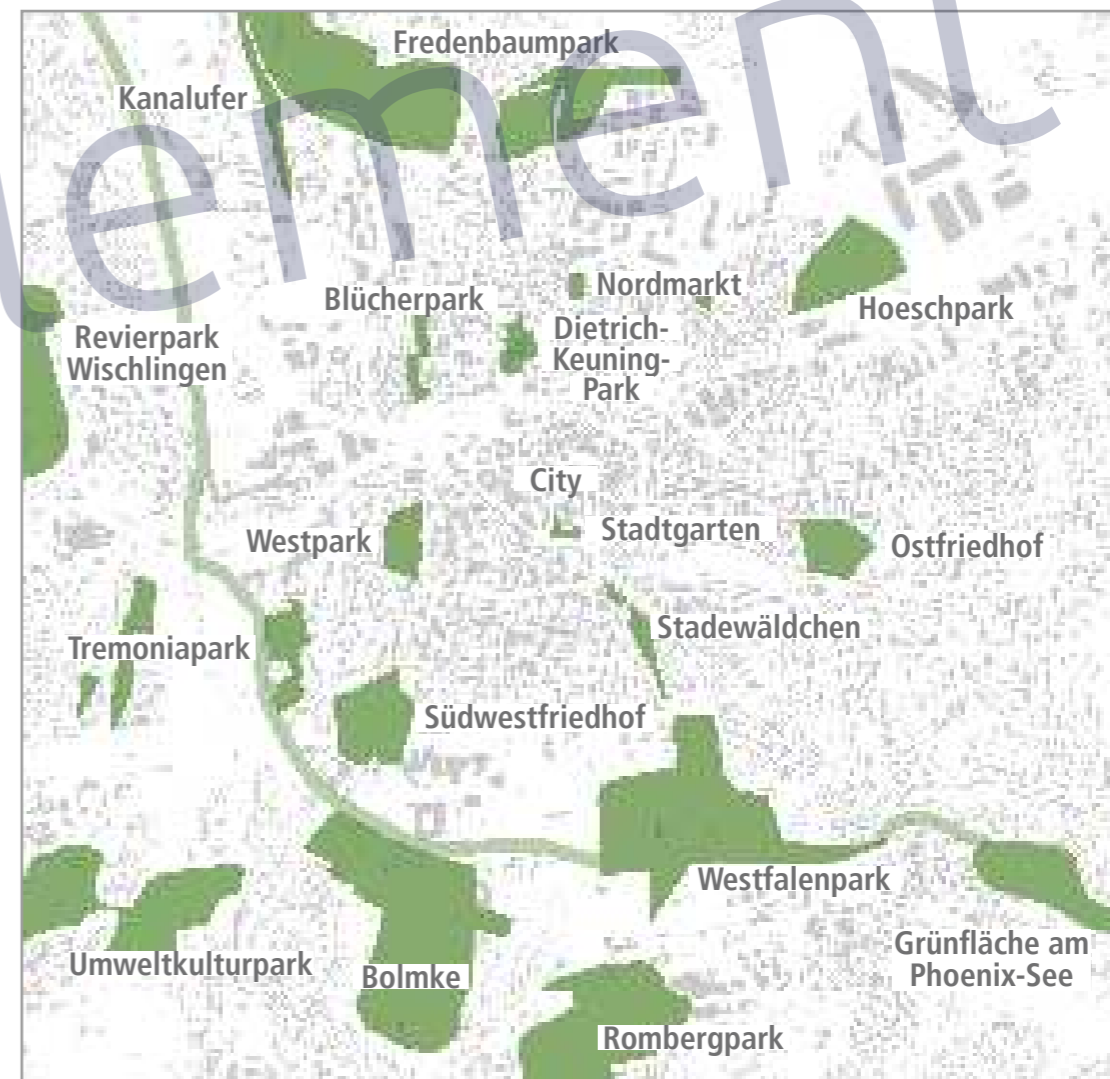 Fredenbaumpark
Kanalufer
ement
Nordmarkt
Blücherpark
Hoeschpark
Dietrich-
Keuning-
Park
Revierpark
Wischlingen
City
Stadtgarten
Westpark
Ostfriedhof
Stadewäldchen
Tremoniapark
Südwestfriedhof
Westfalenpark
Grünfläche am
Phoenix-See
Umweltkulturpark
Bolmke
Rombergpark